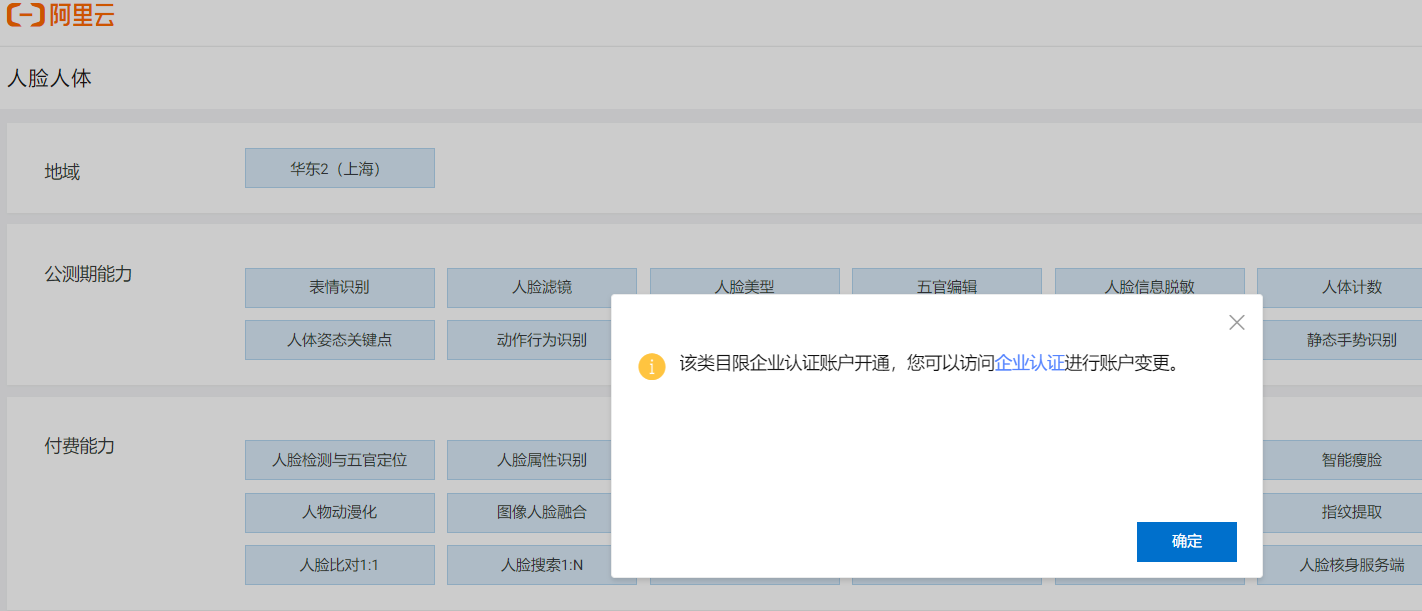 阿里云
人脸人体
地域
华东2（上海）
公测期能力
表情识别
人脸滤镜
人脸美型
五官编辑
人脸信息脱敏
人体计数
人体姿态关键点
动作行为识别
静态手势识别
该类目限企业认证账户开通，您可以访问企业认证进行账户变更。
确定
付费能力
人脸检测与五官定位
人脸属性识别
智能瘦脸
人物动漫化
图像人脸融合
指纹提取
人脸比对1:1
人脸搜索1:N
人脸核身服务端